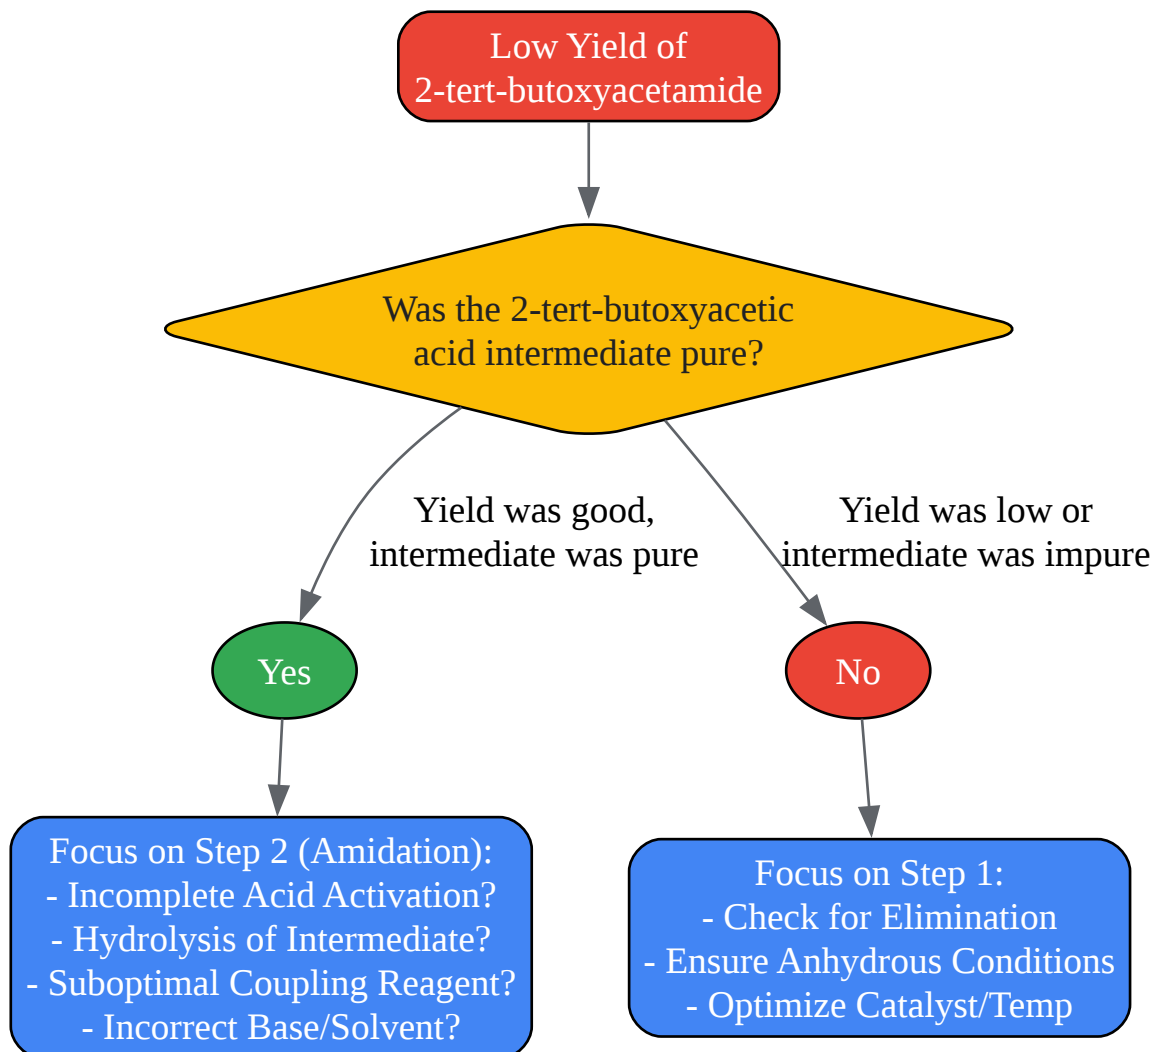 Low Yield of
2-tert-butoxyacetamide
Was the 2-tert-butoxyacetic
acid intermediate pure?
Yield was good,
intermediate was pure
Yield was low or
intermediate was impure
Yes
No
Focus on Step 2 (Amidation):
- Incomplete Acid Activation?
- Hydrolysis of Intermediate?
- Suboptimal Coupling Reagent?
- Incorrect Base/Solvent?
Focus on Step 1:
- Check for Elimination
- Ensure Anhydrous Conditions
- Optimize Catalyst/Temp